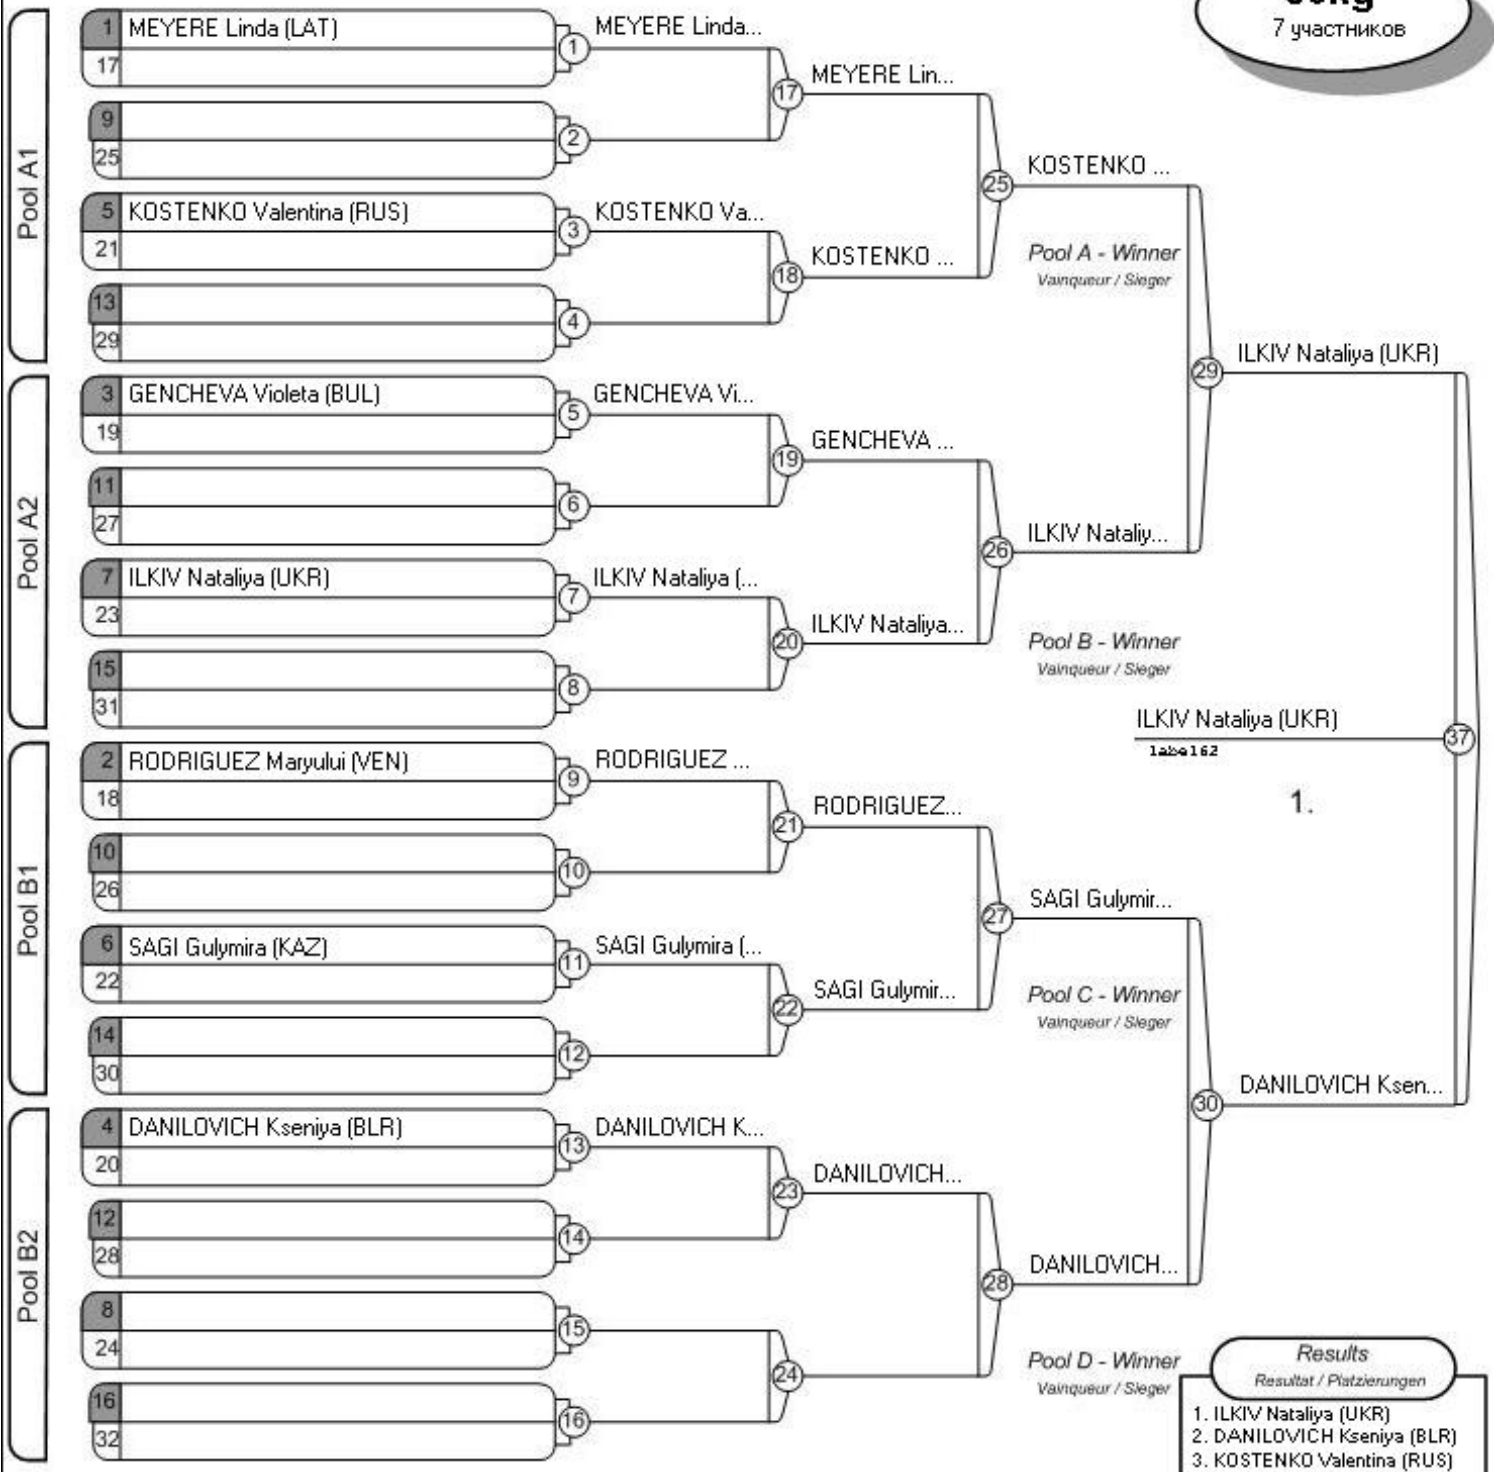 7 участников
Pool A1
1 MEYERE Linda (LAT)
17
1
MEYERE Linda...
9
25
2
17
MEYERE Lin...
5 KOSTENKO Valentina (RUS)
21
3
KOSTENKO Va...
13
29
4
18
KOSTENKO ...
25
KOSTENKO ...
Pool A - Winner
Vainqueur / Sieger
Pool A2
3 GENCHEVA Violeta (BUL)
19
5
GENCHEVA Vi...
11
27
6
19
GENCHEVA ...
7 ILKIV Nataliya (UKR)
23
7
ILKIV Nataliya (...
15
31
8
20
ILKIV Nataliya...
26
ILKIV Nataliy...
29
ILKIV Nataliya (UKR)
Pool B - Winner
Vainqueur / Sieger
ILKIV Nataliya (UKR)
label62
37
1.
Pool B1
2 RODRIGUEZ Maryului (VEN)
18
9
RODRIGUEZ ...
10
26
10
21
RODRIGUEZ...
6 SAGI Gulymira (KAZ)
22
11
SAGI Gulymira (...
14
30
12
22
SAGI Gulymir...
27
SAGI Gulymir...
Pool C - Winner
Vainqueur / Sieger
Pool B2
4 DANILOVICH Kseniya (BLR)
20
13
DANILOVICH K...
12
28
14
23
DANILOVICH...
8
24
15
16
32
16
24
28
DANILOVICH...
30
DANILOVICH Ksen...
Pool D - Winner
Vainqueur / Sieger
Results
Resultat / Platzierungen
1. ILKIV Nataliya (UKR)
2. DANILOVICH Kseniya (BLR)
3. KOSTENKO Valentina (RUS)